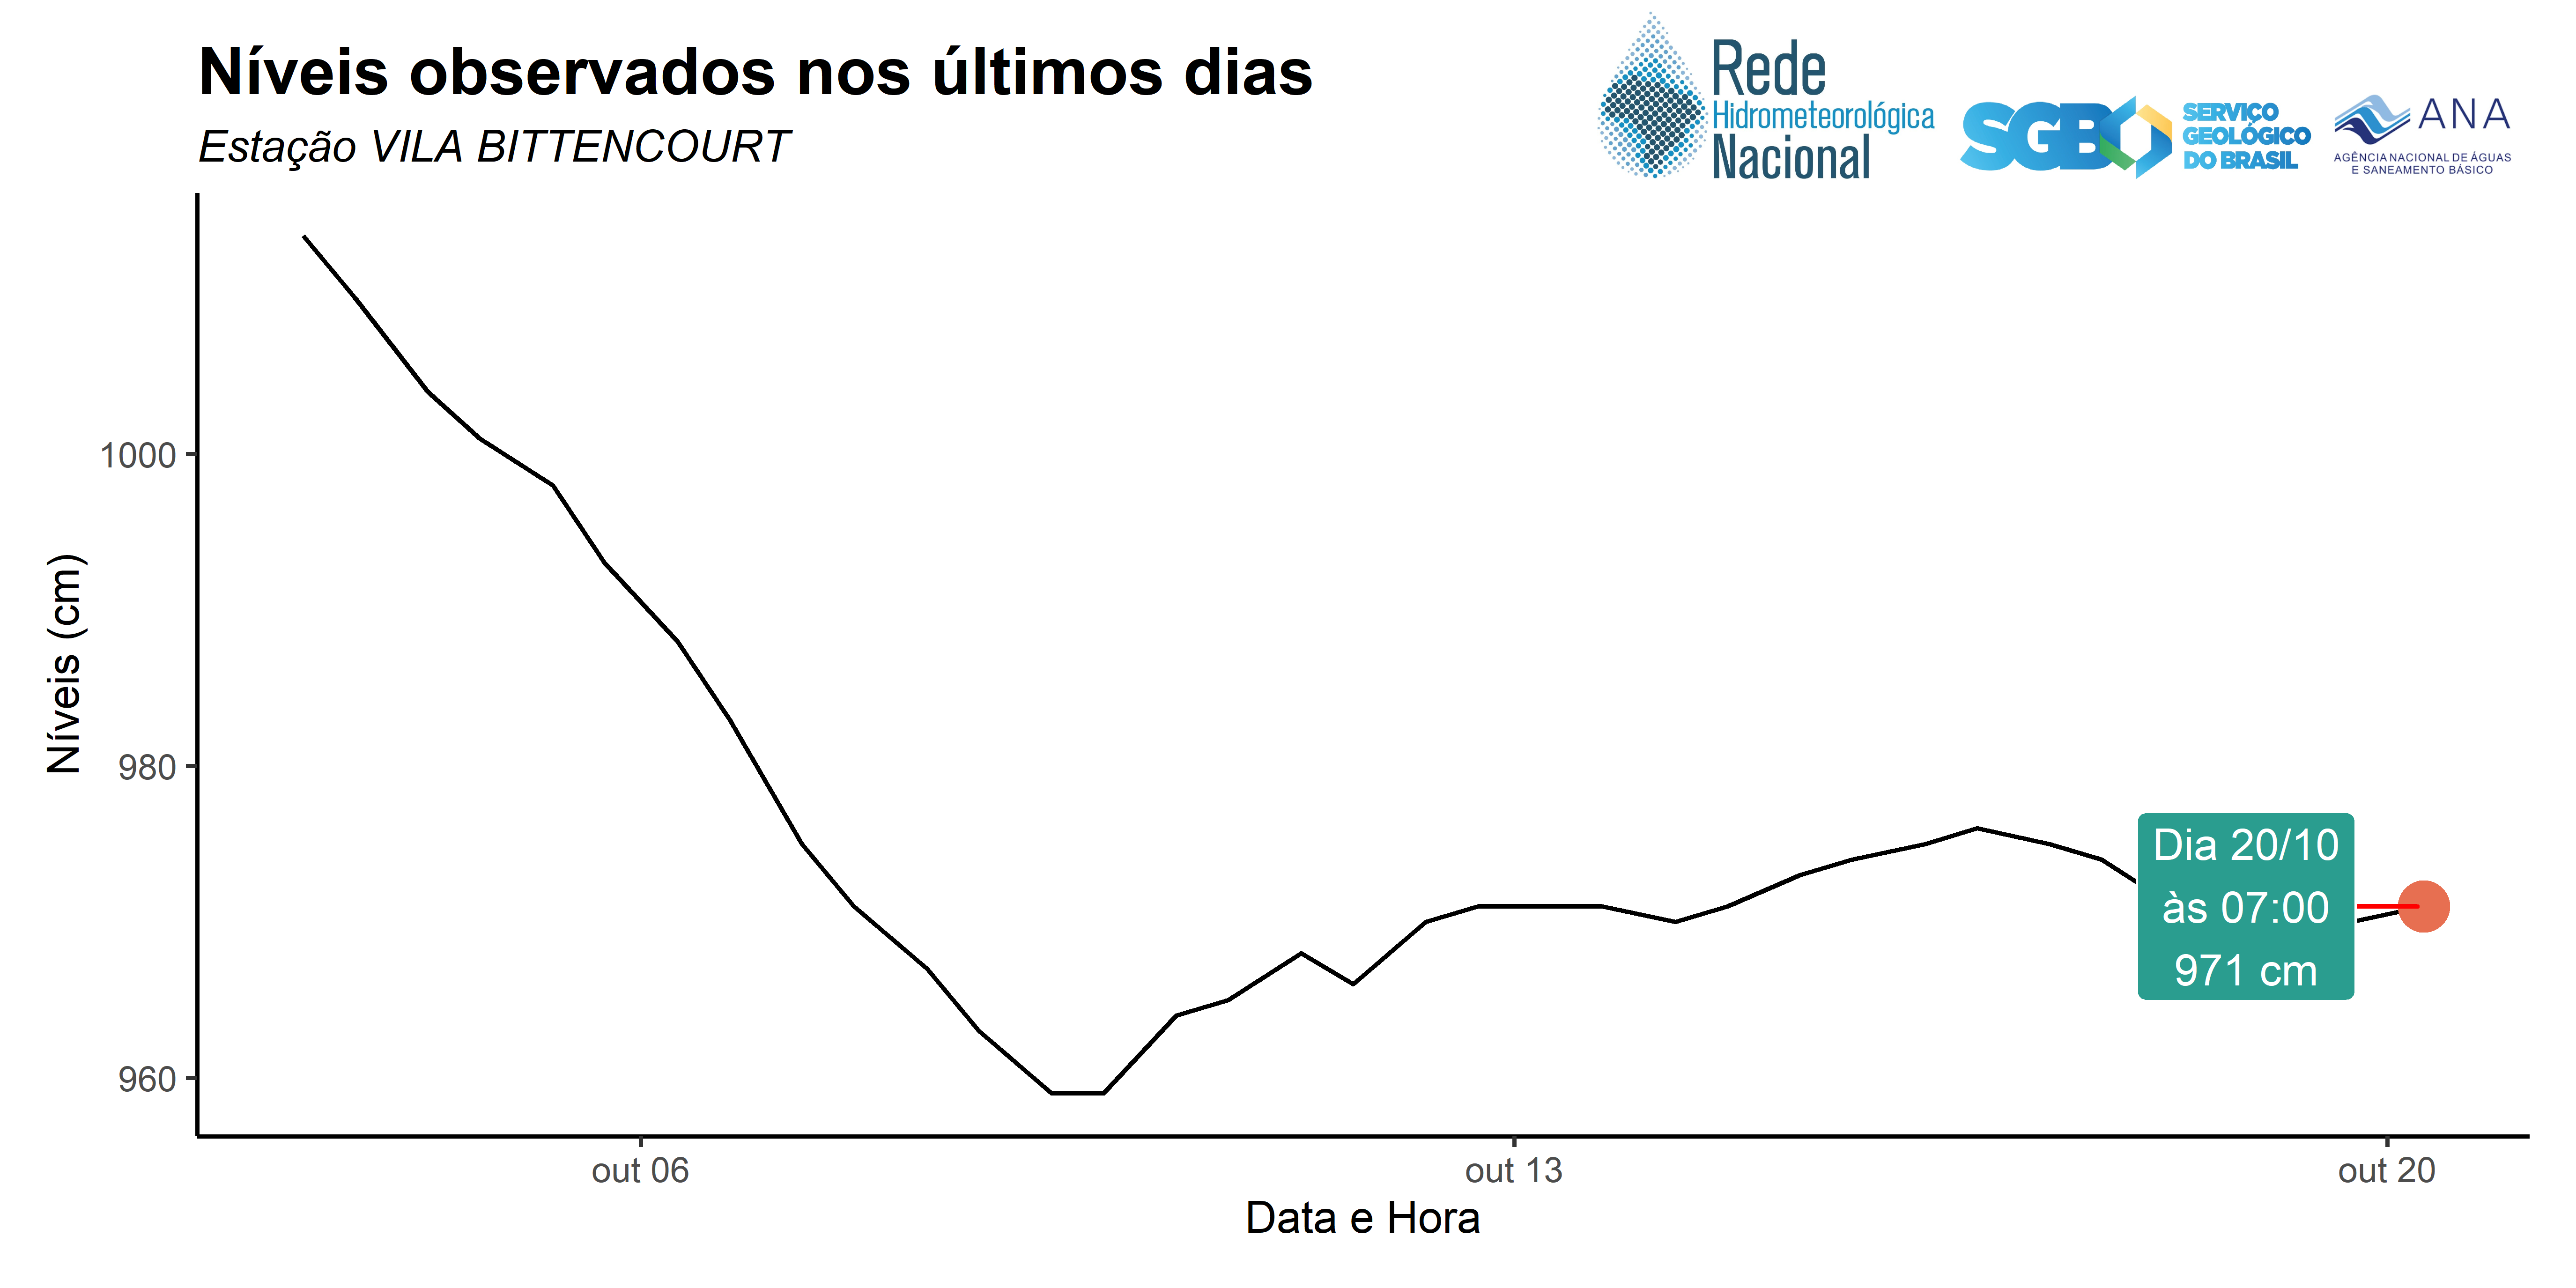 Níveis observados nos últimos dias
Estação VILA BITTENCOURT
Rede
Hidrometeorológica
Nacional
SGB
SERVIÇO
GEOLÓGICO
DO BRASIL
ANA
AGÊNCIA NACIONAL DE ÁGUAS
E SANEAMENTO BÁSICO
Níveis (cm)
1000
980
960
Dia 20/10
às 07:00
971 cm
out 06
out 13
out 20
Data e Hora